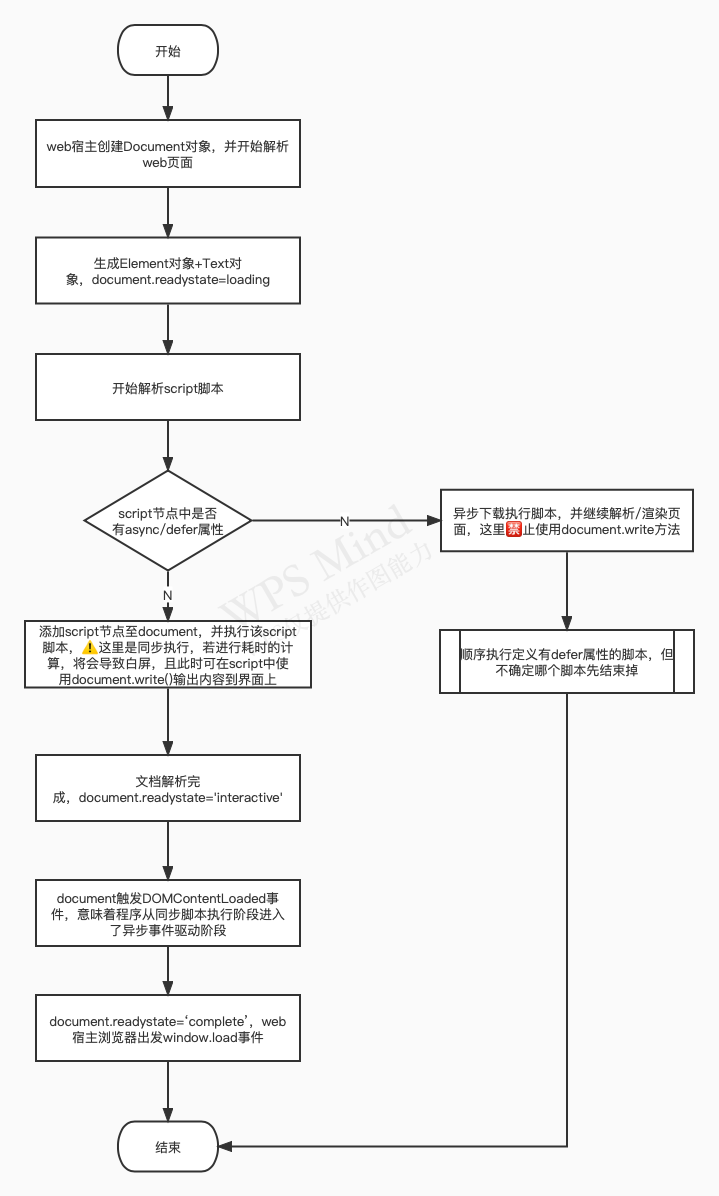 开始
web宿主创建Document对象，并开始解析
web页面
生成Element对象+Text对
象，document.readystate=loading
开始解析script脚本
script节点中是否
有async/defer属性
N
异步下载执行脚本，并继续解析/渲染页
面，这里🈲止使用document.write方法
N
添加script节点至document，并执行该script
脚本，⚠️这里是同步执行，若进行耗时的计
算，将会导致白屏，且此时可在script中使
用document.write()输出内容到界面上
顺序执行定义有defer属性的脚本，但
不确定哪个脚本先结束掉
文档解析完
成，document.readystate='interactive'
document触发DOMContentLoaded事
件，意味着程序从同步脚本执行阶段进入
了异步事件驱动阶段
document.readystate=‘complete’，web
宿主浏览器出发window.load事件
结束
WPS Mind
提供作图能力